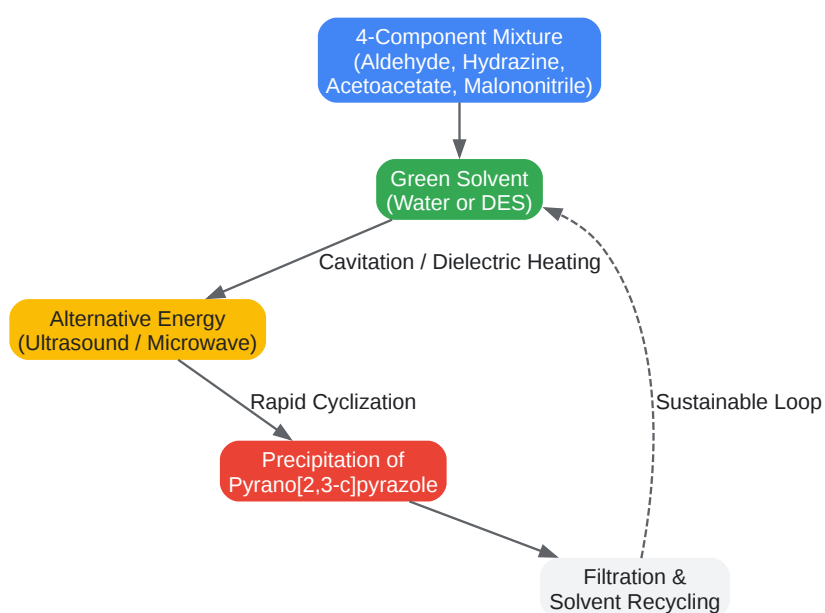 4-Component Mixture
(Aldehyde, Hydrazine,
Acetoacetate, Malononitrile)
Green Solvent
(Water or DES)
Cavitation / Dielectric Heating
Alternative Energy
(Ultrasound / Microwave)
Rapid Cyclization
Sustainable Loop
Precipitation of
Pyrano[2,3-c]pyrazole
Filtration &
Solvent Recycling